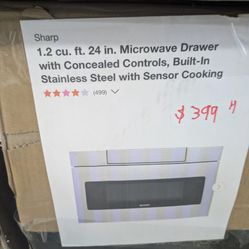 Sharp
1.2 cu. ft. 24 in. Microwave Drawer
with Concealed Controls, Built-In
Stainless Steel with Sensor Cooking
(499)
$399